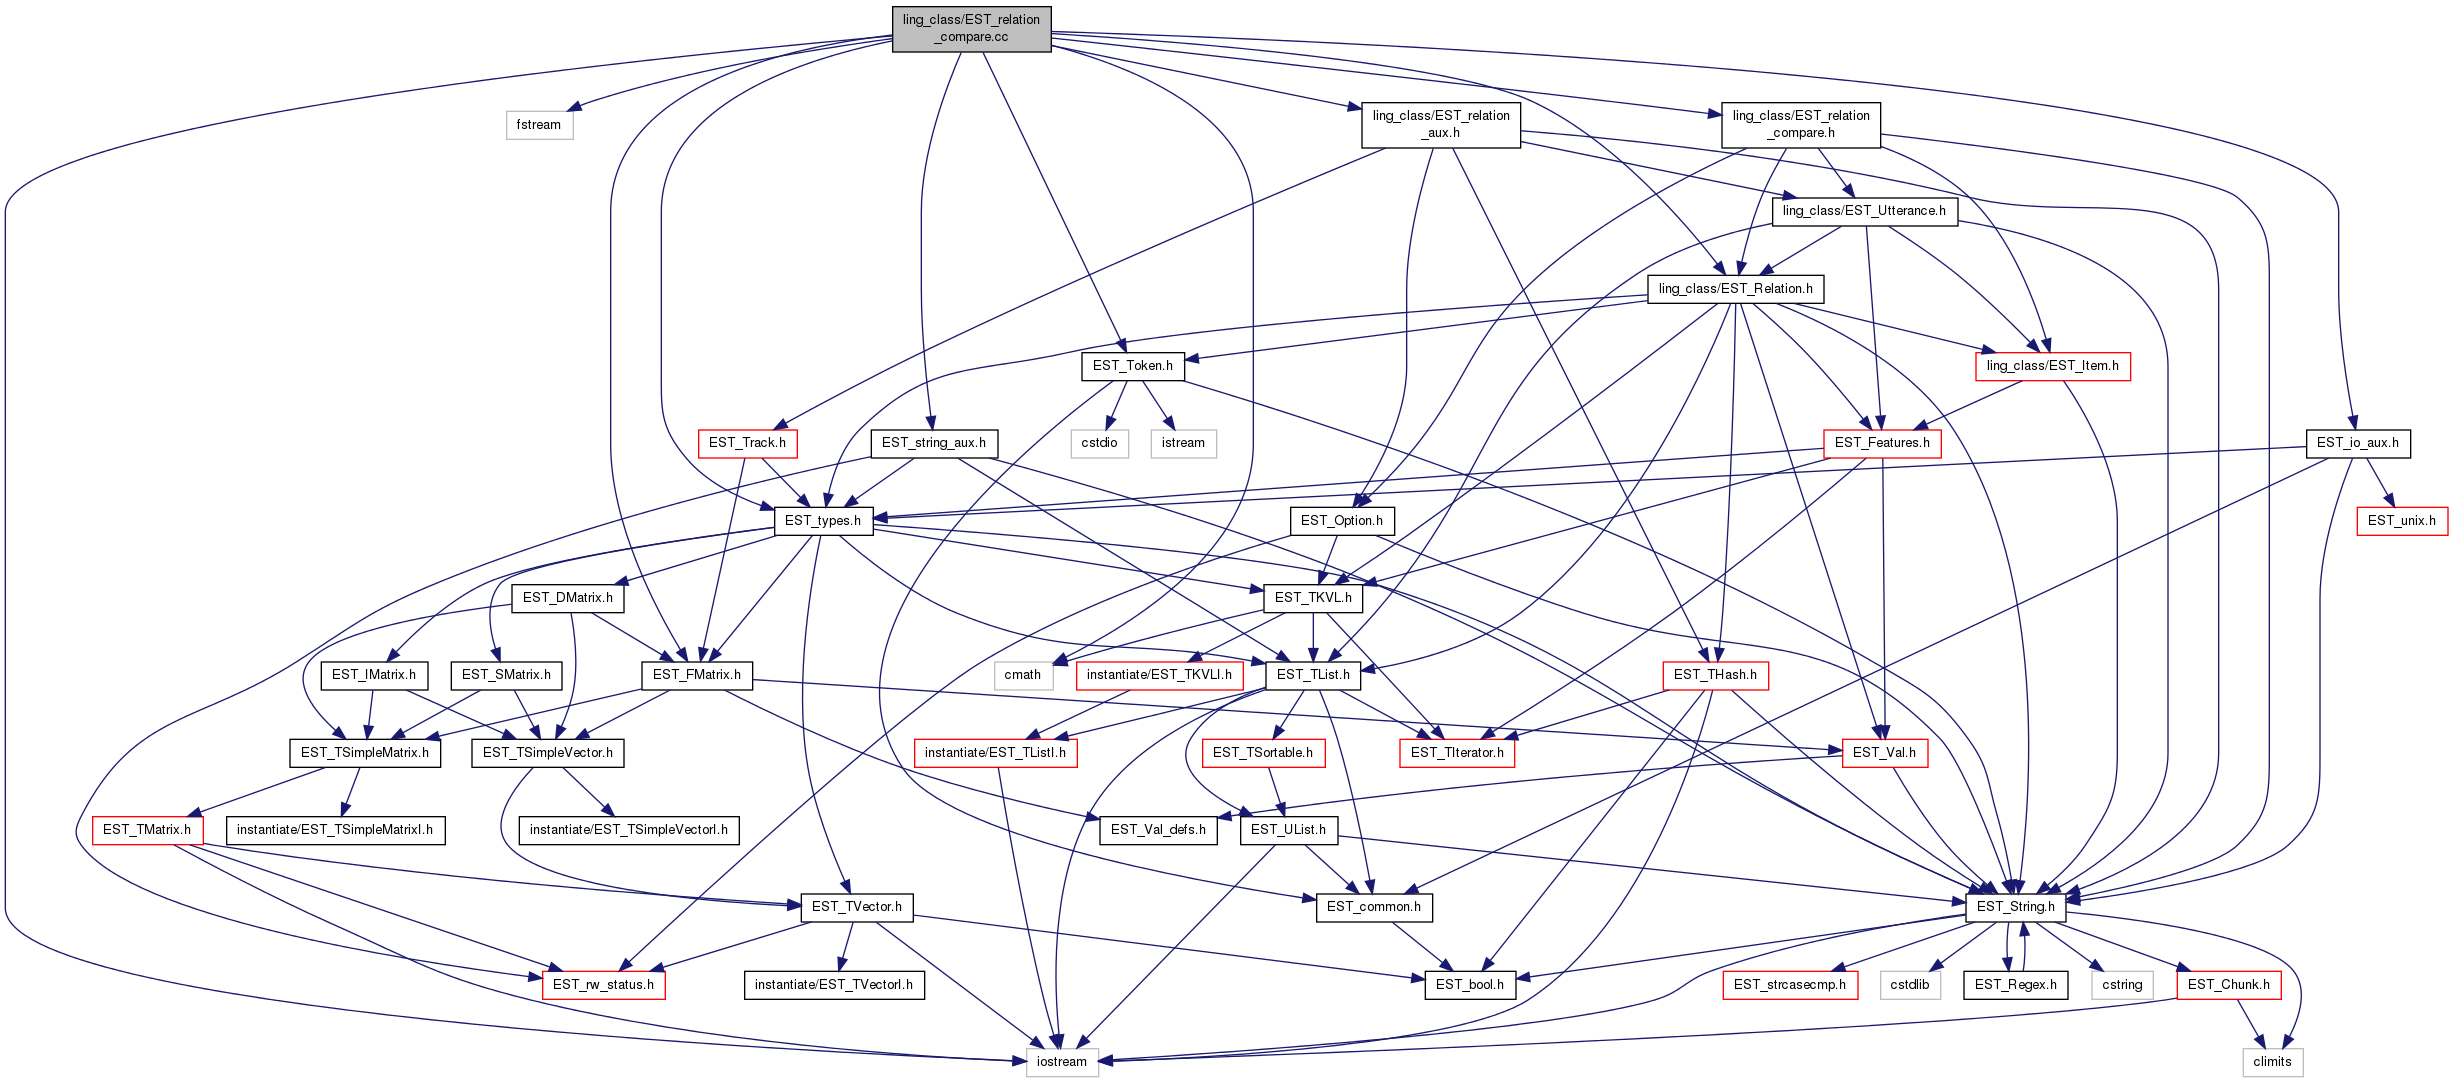 ling_class/EST_relation
_compare.cc
fstream
ling_class/EST_relation
_aux.h
ling_class/EST_relation
_compare.h
ling_class/EST_Utterance.h
ling_class/EST_Relation.h
EST_Token.h
ling_class/EST_Item.h
EST_Track.h
EST_string_aux.h
cstdio
istream
EST_Features.h
EST_io_aux.h
EST_types.h
EST_Option.h
EST_unix.h
EST_DMatrix.h
EST_TKVL.h
EST_IMatrix.h
EST_SMatrix.h
EST_FMatrix.h
cmath
instantiate/EST_TKVLI.h
EST_TList.h
EST_THash.h
EST_TSimpleMatrix.h
EST_TSimpleVector.h
instantiate/EST_TListI.h
EST_TSortable.h
EST_TIterator.h
EST_Val.h
EST_TMatrix.h
instantiate/EST_TSimpleMatrixI.h
instantiate/EST_TSimpleVectorI.h
EST_Val_defs.h
EST_UList.h
EST_TVector.h
EST_common.h
EST_String.h
EST_rw_status.h
instantiate/EST_TVectorI.h
EST_bool.h
EST_strcasecmp.h
cstdlib
EST_Regex.h
cstring
EST_Chunk.h
iostream
climits